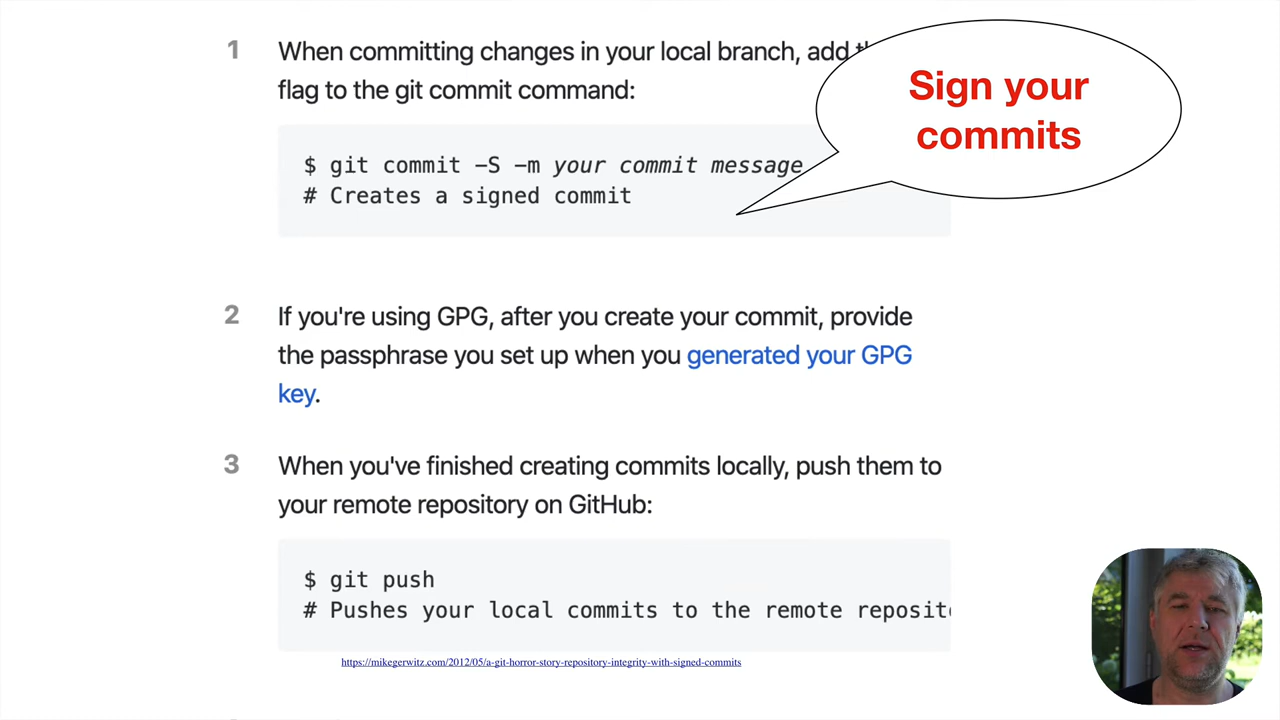 1
When committing changes in your local branch, add
flag to the git commit command:
Sign your
commits
$ git commit -S -m your commit message
# Creates a signed commit
2
If you're using GPG, after you create your commit, provide
the passphrase you set up when you generated your GPG
key.
3
When you've finished creating commits locally, push them to
your remote repository on GitHub:
$ git push
# Pushes your local commits to the remote
https://mikegerwitz.com/2012/05/a-git-horror-story-repository-integrity-with-signed-commits